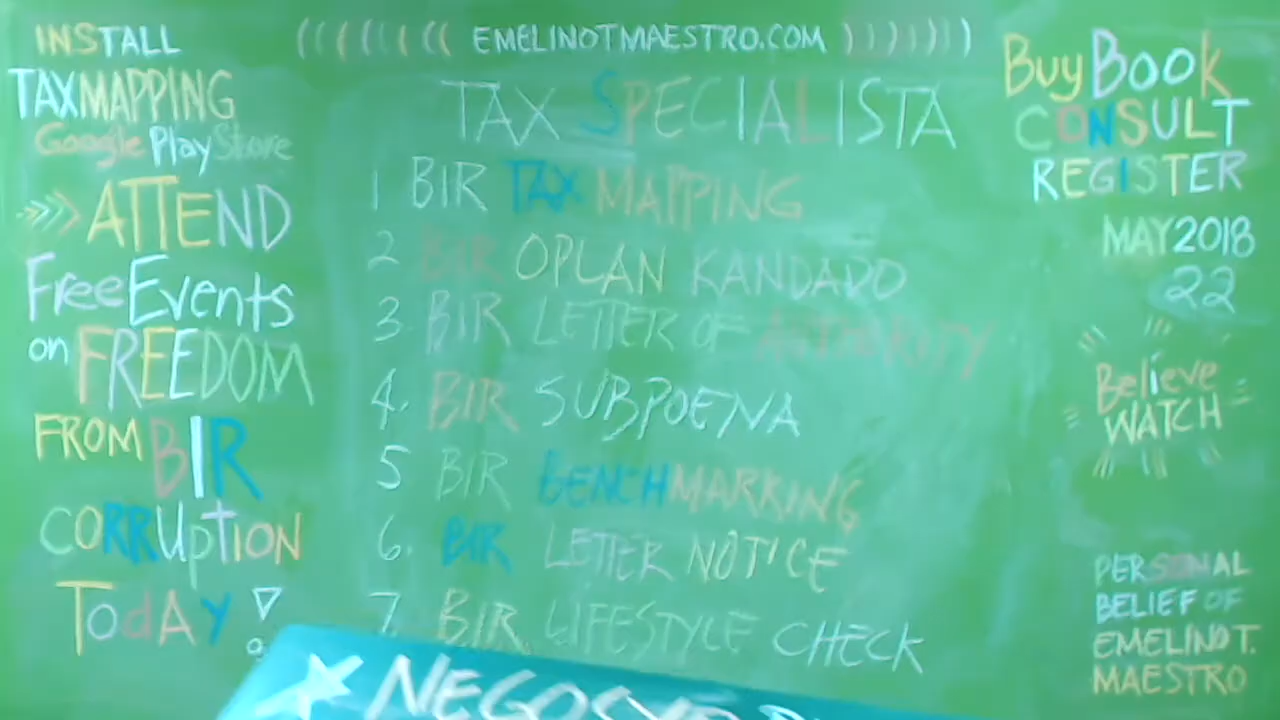 INSTALL
TAXMAPPING
Google Play Store
>>> ATTEND
Free Events
on FREEDOM
FROM BIR
CORRUPTION
TodAy!
((((((( EMELINOTMAESTRO.COM )))))))
TAX SPECIALISTA
1 BIR TAX MAPPING
2 BIR OPLAN KANDADO
3. BIR LETTER OF AUTHORITY
4. BIR SUBPOENA
5 BIR BENCHMARKING
6. BIR LETTER NOTICE
7. BIR LIFESTYLE CHECK
Buy Book
CONSULT
REGISTER
MAY 2018
22
Believe
WATCH
PERSONAL
BELIEF OF
EMELINO T.
MAESTRO